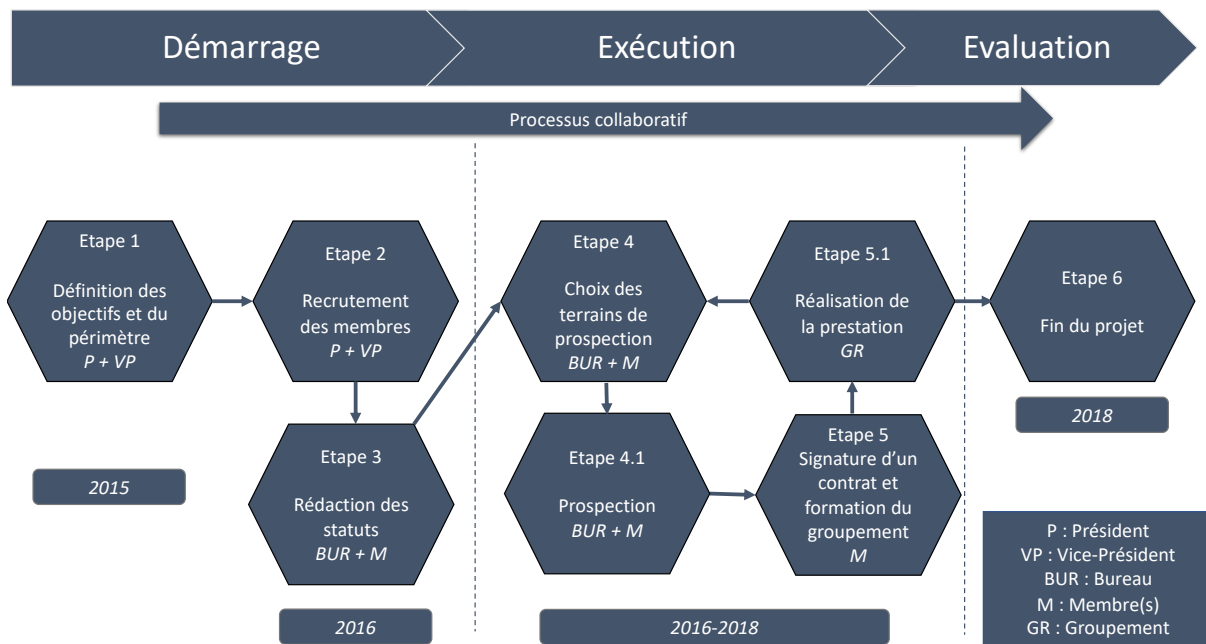 Démarrage
Exécution
Evaluation
Processus collaboratif
Etape 1
Définition des
objectifs et du
périmètre
P + VP
Etape 2
Recrutement
des membres
P + VP
Etape 3
Rédaction des
statuts
BUR + M
Etape 4
Choix des
terrains de
prospection
BUR + M
Etape 4.1
Prospection
BUR + M
Etape 5
Signature d’un
contrat et
formation du
groupement
M
Etape 5.1
Réalisation de
la prestation
GR
Etape 6
Fin du projet
2015
2016
2016-2018
2018
P : Président
VP : Vice-Président
BUR : Bureau
M : Membre(s)
GR : Groupement